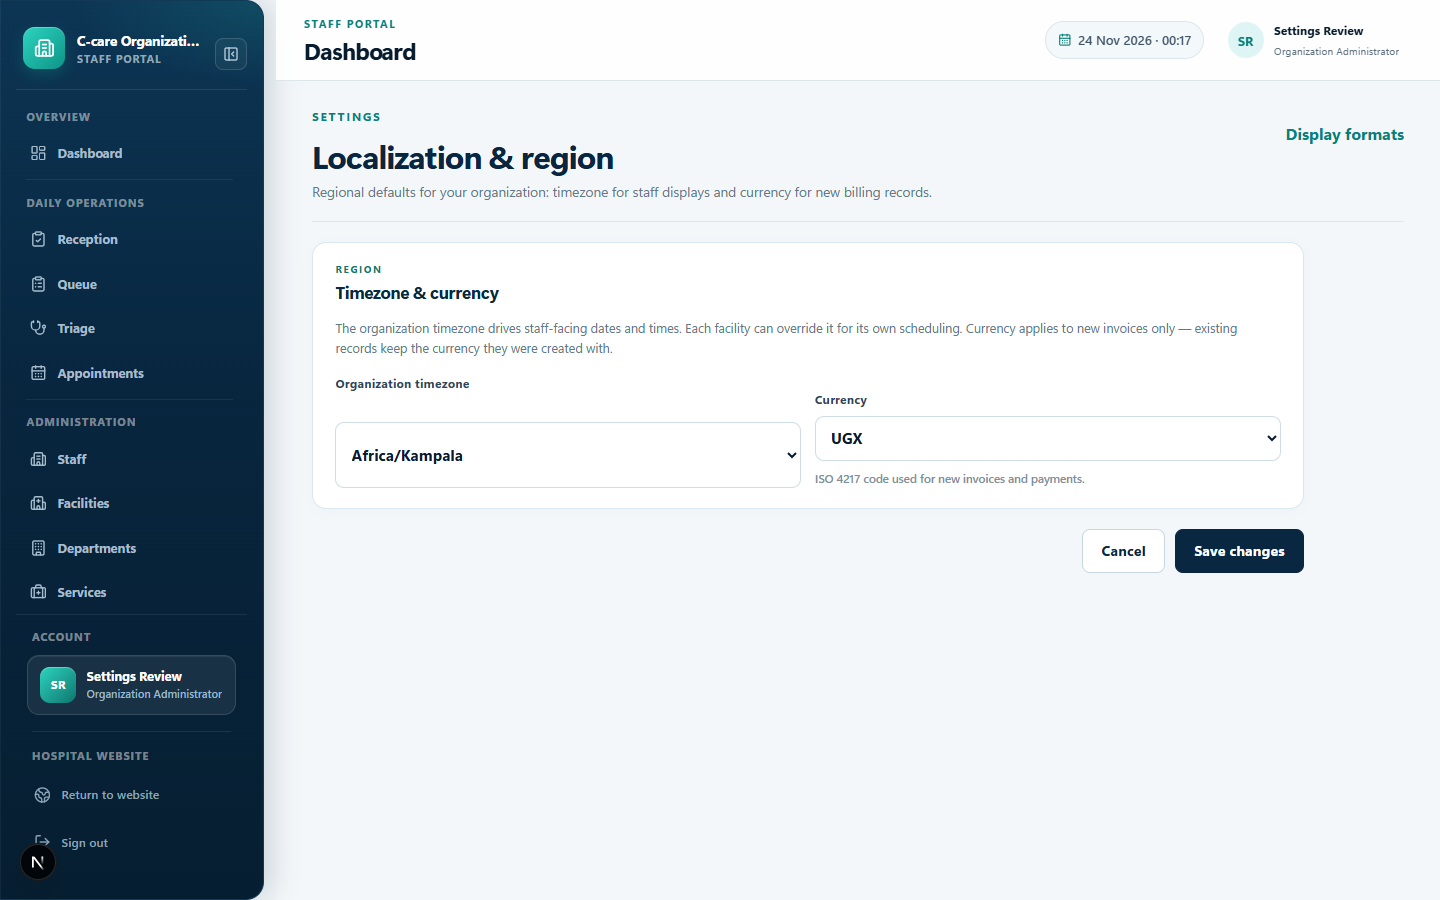 C-care Organizati...
STAFF PORTAL
OVERVIEW
Dashboard
DAILY OPERATIONS
Reception
Queue
Triage
Appointments
ADMINISTRATION
Staff
Facilities
Departments
Services
ACCOUNT
SR
Settings Review
Organization Administrator
HOSPITAL WEBSITE
Return to website
Sign out
N
STAFF PORTAL
Dashboard
24 Nov 2026 · 00:17
SR
Settings Review
Organization Administrator
SETTINGS
Localization & region
Regional defaults for your organization: timezone for staff displays and currency for new billing records.
Display formats
REGION
Timezone & currency
The organization timezone drives staff-facing dates and times. Each facility can override it for its own scheduling. Currency applies to new invoices only — existing
records keep the currency they were created with.
Organization timezone
Africa/Kampala
Currency
UGX
ISO 4217 code used for new invoices and payments.
Cancel
Save changes